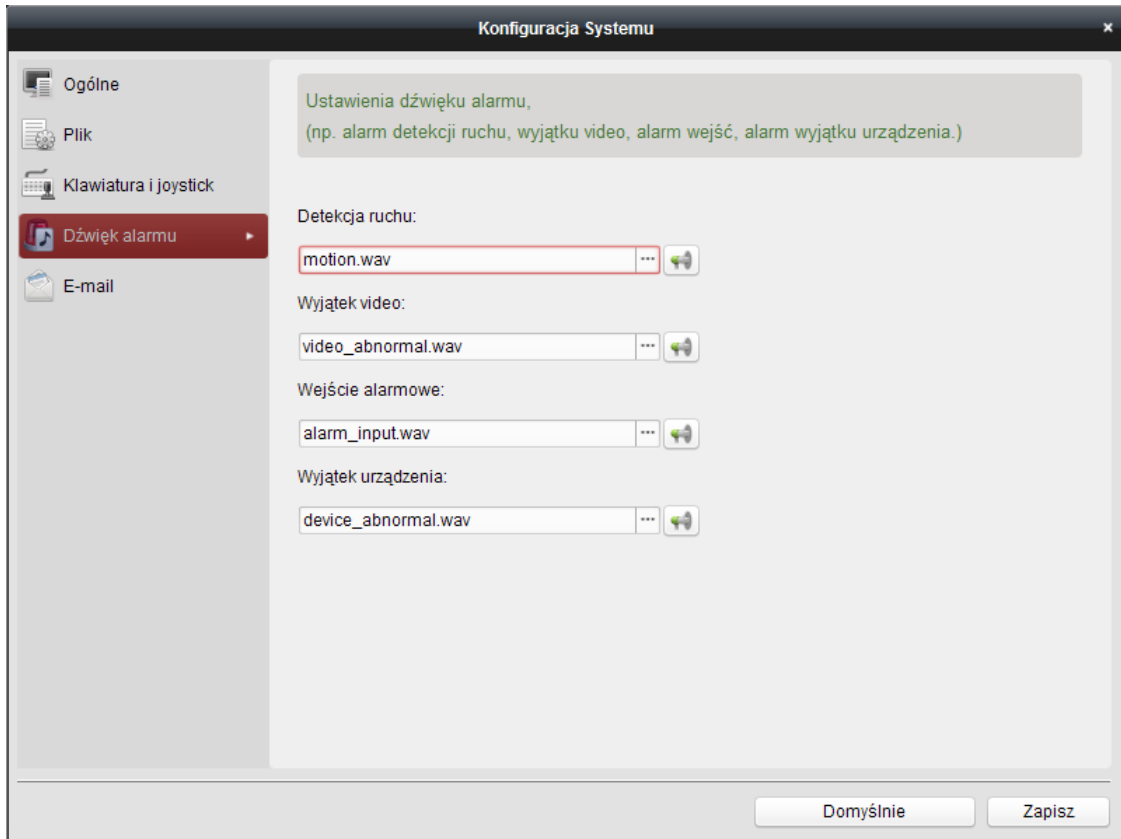 Konfiguracja Systemu
Ogólne
Plik
Klawiatura i joystick
Dźwięk alarmu
E-mail
Ustawienia dźwięku alarmu,
(np. alarm detekcji ruchu, wyjątku video, alarm wejść, alarm wyjątku urządzenia.)
Detekcja ruchu:
motion.wav
Wyjątek video:
video_abnormal.wav
Wejście alarmowe:
alarm_input.wav
Wyjątek urządzenia:
device_abnormal.wav
Domyślnie
Zapisz